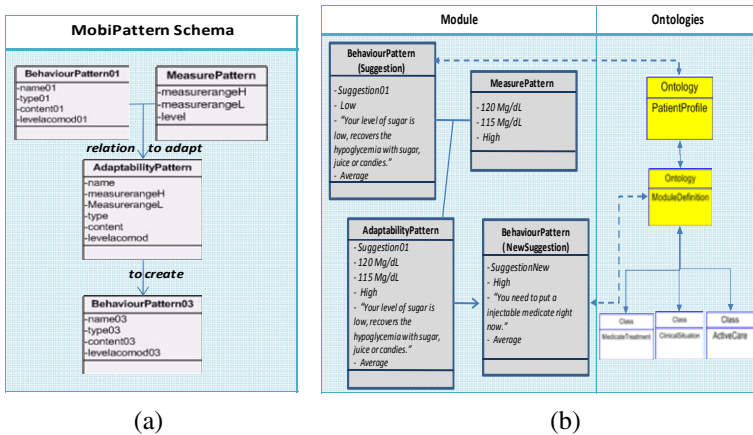 MobiPattern Schema
BehaviourPattern01
-name01
-type01
-content01
-levelacomod01
MeasurePattern
-measurerangeH
-measurerangeL
-level
relation to adapt
AdaptabilityPattern
-name
-measurerangeH
-MeasurerangeL
-type
-content
-levelacomod
to create
BehaviourPattern03
-name03
-type03
-content03
-levelacomod03
(a)
Module
Ontologies
BehaviourPattern
(Suggestion)
- Suggestion01
- Low
- “Your level of sugar is
low, recovers the
hypoglycemia with sugar,
juice or candies.”
- Average
MeasurePattern
- 120 Mg/dL
- 115 Mg/dL
- High
AdaptabilityPattern
- Suggestion01
- 120 Mg/dL
- 115 Mg/dL
- High
- “Your level of sugar is
low, recovers the
hypoglycemia with sugar,
juice or candies.”
- Average
BehaviourPattern
(NewSuggestion)
-SuggestionNew
- High
- “You need to put a
injectable medicate right
now.”
- Average
Ontology
PatientProfile
Ontology
ModuleDefinition
Class
MedicateTreatment
Class
ClinicalSituation
Class
ActiveCare
(b)